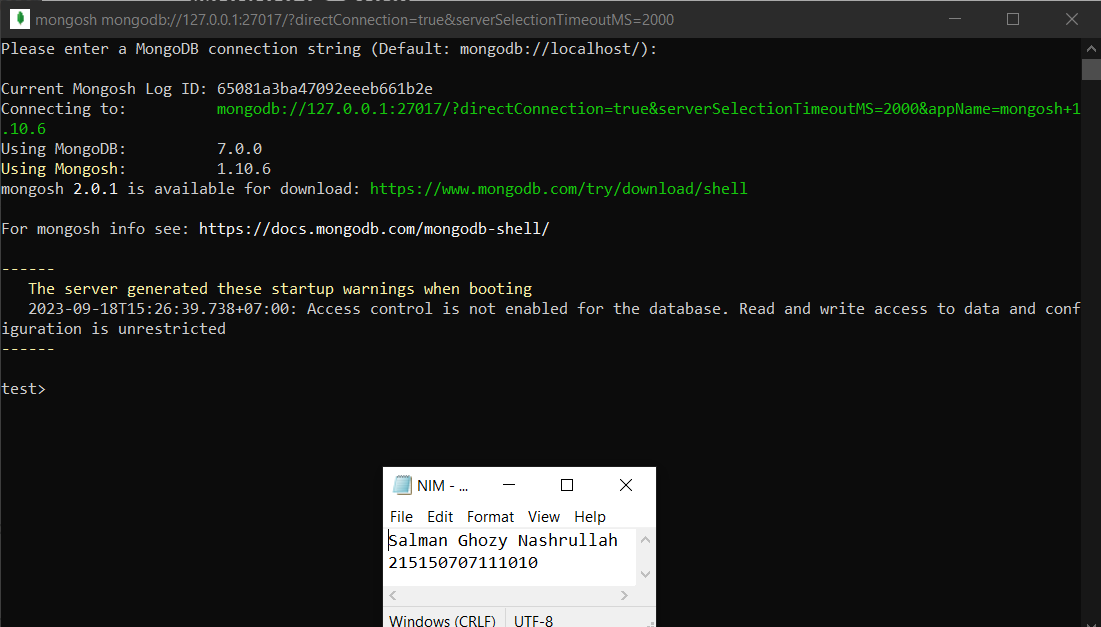 mongosh mongodb://127.0.0.1:27017/?directConnection=true&serverSelectionTimeoutMS=2000
Please enter a MongoDB connection string (Default: mongodb://localhost/):
Current Mongosh Log ID: 65081a3ba47092eeeb661b2e
Connecting to: mongodb://127.0.0.1:27017/?directConnection=true&serverSelectionTimeoutMS=2000&appName=mongosh+1
.10.6
Using MongoDB: 7.0.0
Using Mongosh: 1.10.6
mongosh 2.0.1 is available for download: https://www.mongodb.com/try/download/shell
For mongosh info see: https://docs.mongodb.com/mongodb-shell/
------
The server generated these startup warnings when booting
2023-09-18T15:26:39.738+07:00: Access control is not enabled for the database. Read and write access to data and conf
iguration is unrestricted
------
test>
NIM - ...
File Edit Format View Help
Salman Ghozy Nashrullah
215150707111010
Windows (CRLF) UTF-8